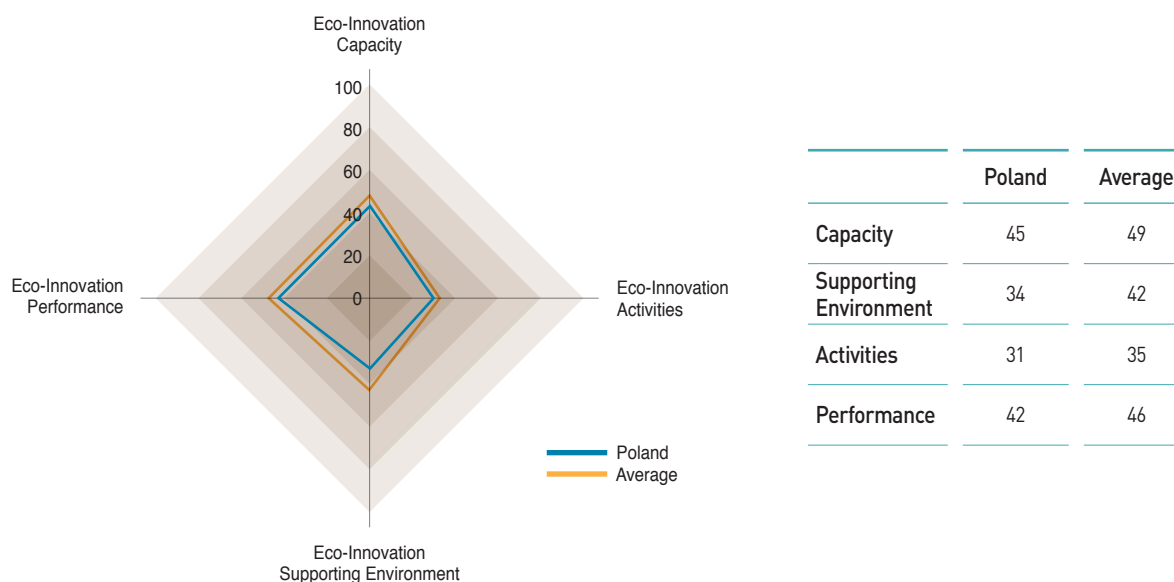 Eco-Innovation
Capacity
100
80
60
40
20
0
Eco-Innovation
Performance
Eco-Innovation
Activities
Eco-Innovation
Supporting Environment
Poland
Average
Poland Average
Capacity 45 49
Supporting
Environment 34 42
Activities 31 35
Performance 42 46